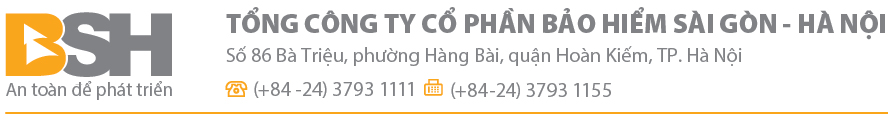 BSH
An toàn để phát triển
TỔNG CÔNG TY CỔ PHẦN BẢO HIỂM SÀI GÒN - HÀ NỘI
Số 86 Bà Triệu, phường Hàng Bài, quận Hoàn Kiếm, TP. Hà Nội
(+84 -24) 3793 1111 (+84-24) 3793 1155